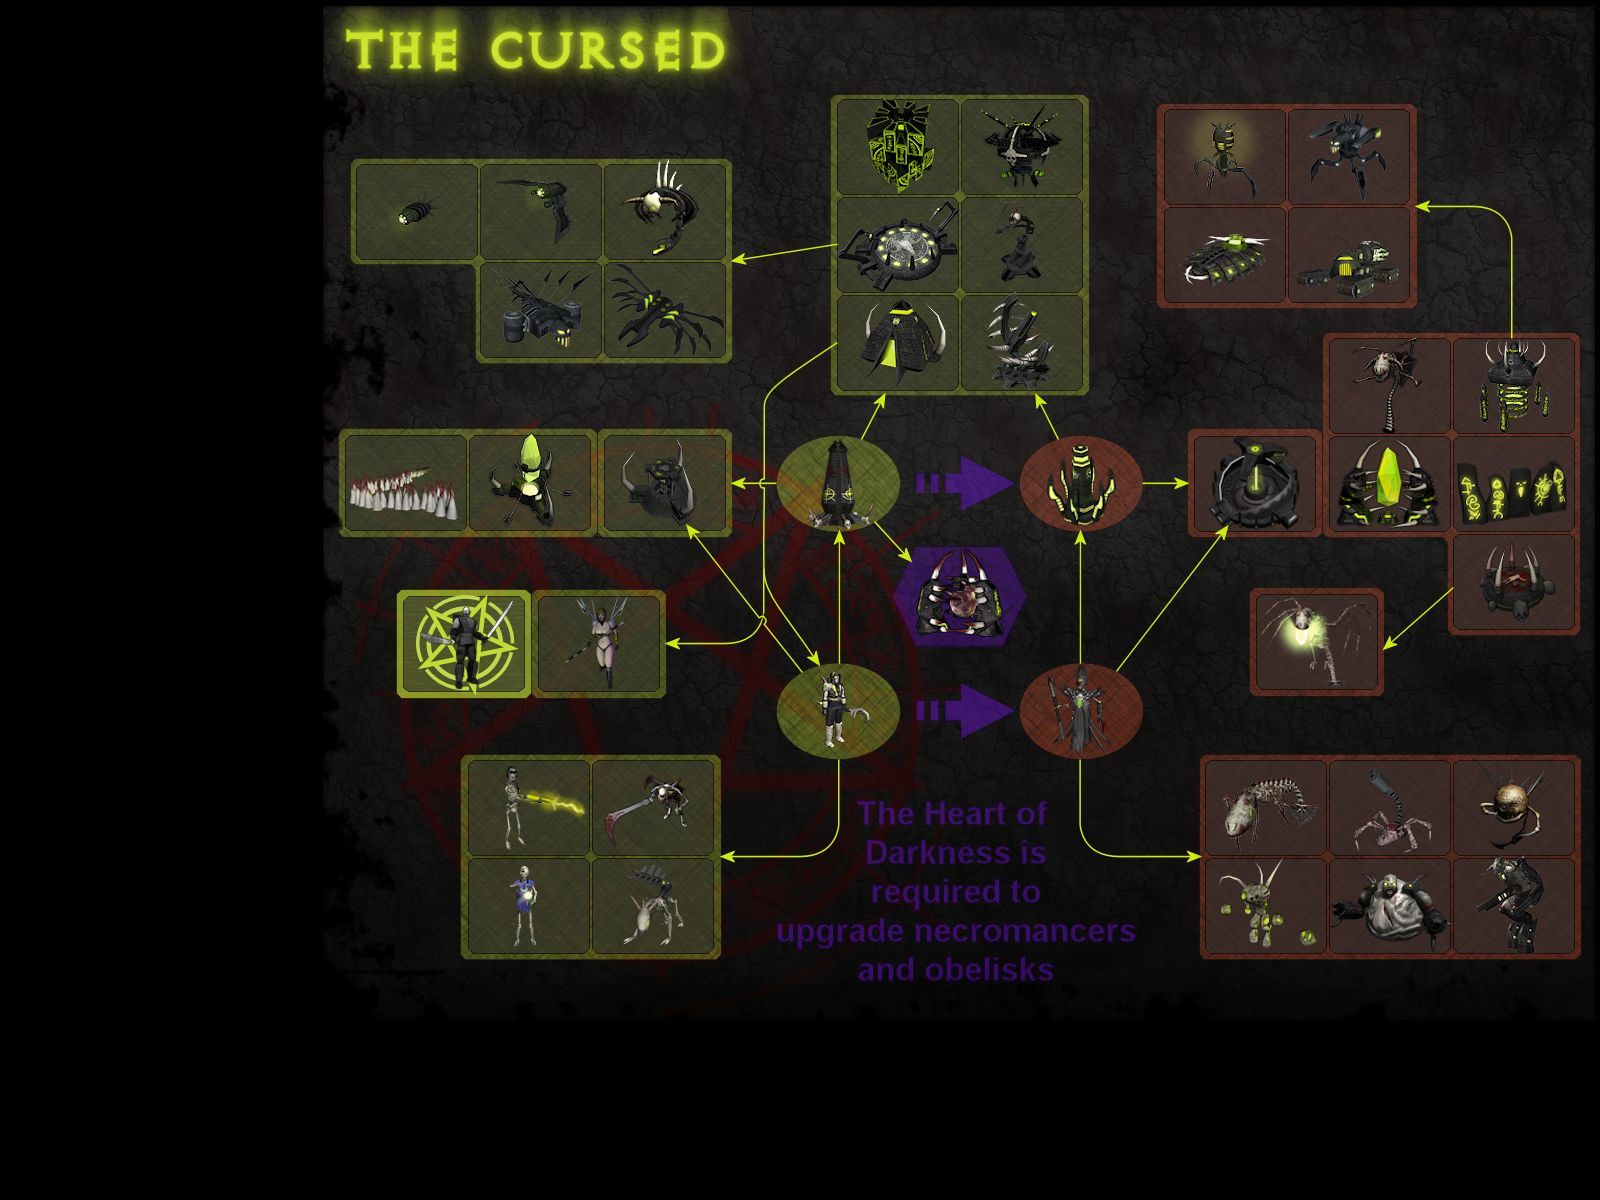 THE CURSED
The Heart of
Darkness is
required to
upgrade necromancers
and obelisks